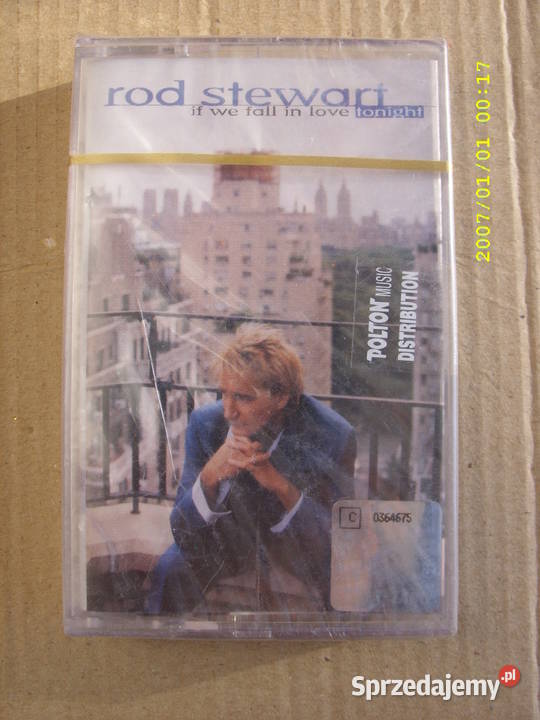 rod stewart
if we fall in love tonight
2007/01/01 00:17
POLTON MUSIC
DISTRIBUTION
C 0364675
Sprzedajemy.pl